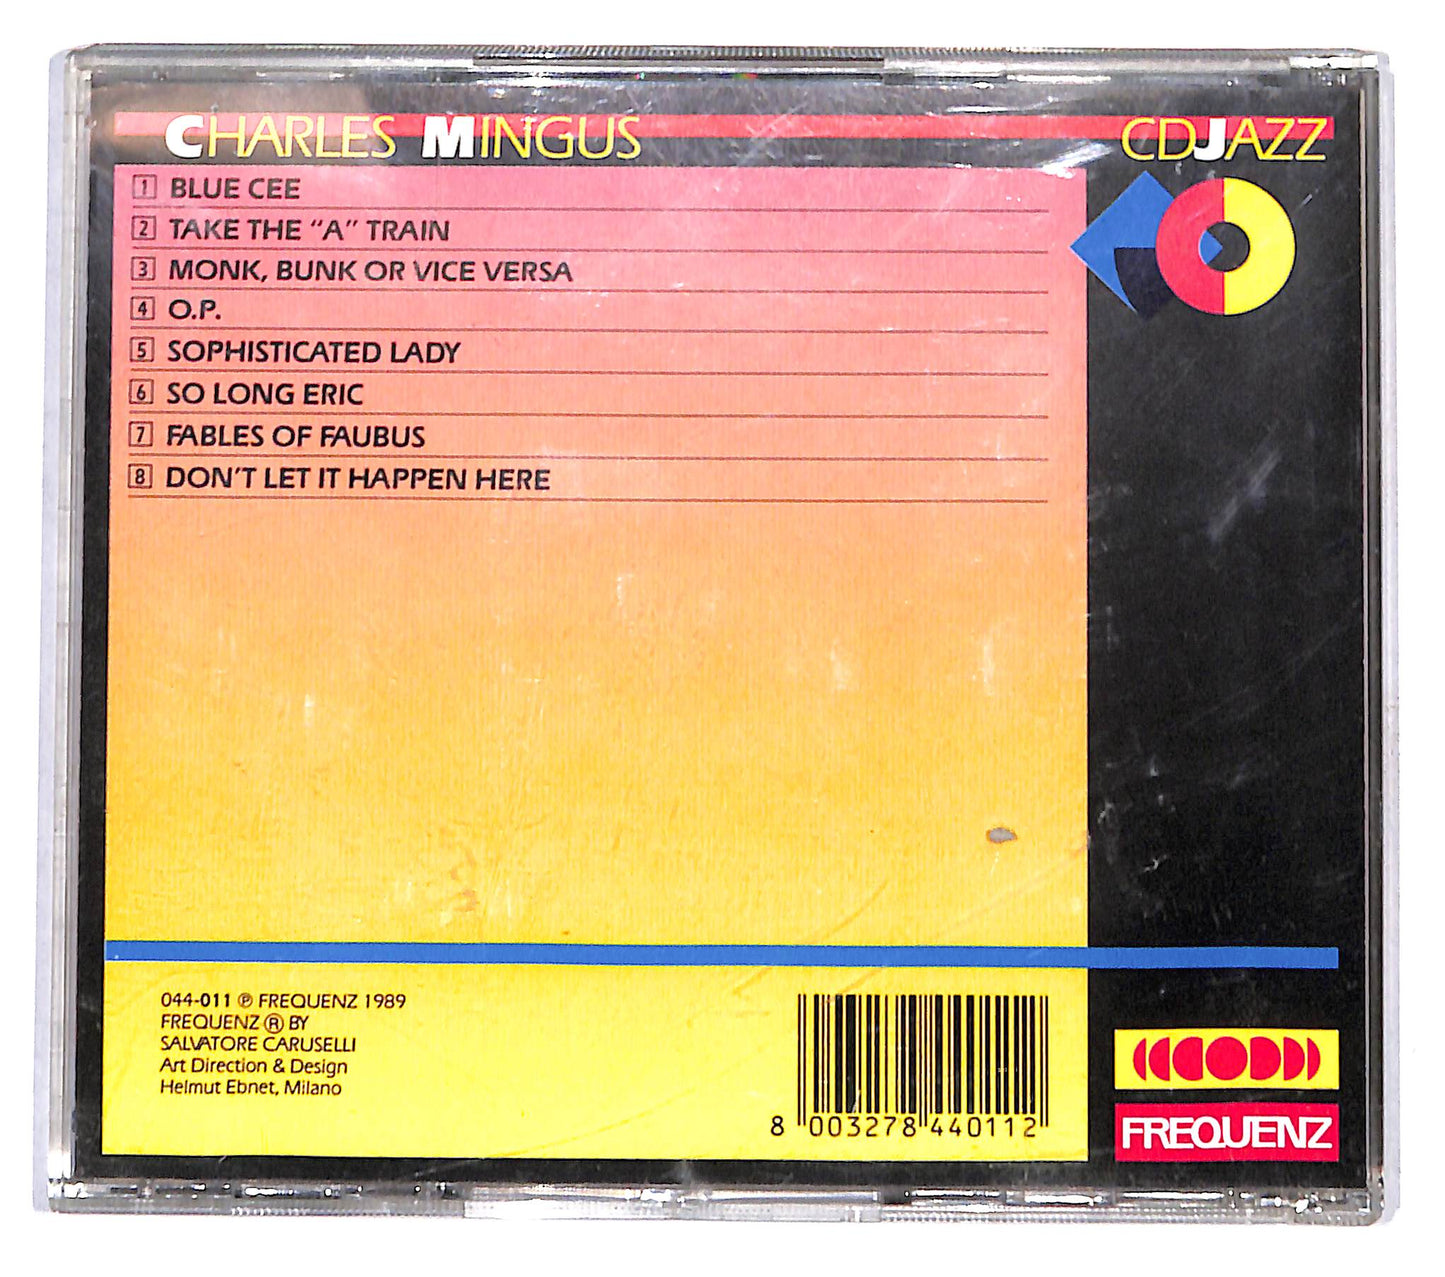 CHARLES MINGUS
CDJAZZ
1 BLUE CEE
2 TAKE THE “A” TRAIN
3 MONK, BUNK OR VICE VERSA
4 O.P.
5 SOPHISTICATED LADY
6 SO LONG ERIC
7 FABLES OF FAUBUS
8 DON'T LET IT HAPPEN HERE
044-011 ℗ FREQUENZ 1989
FREQUENZ ® BY
SALVATORE CARUSELLI
Art Direction & Design
Helmut Ebnet, Milano
8 003278 440112
FREQUENZ